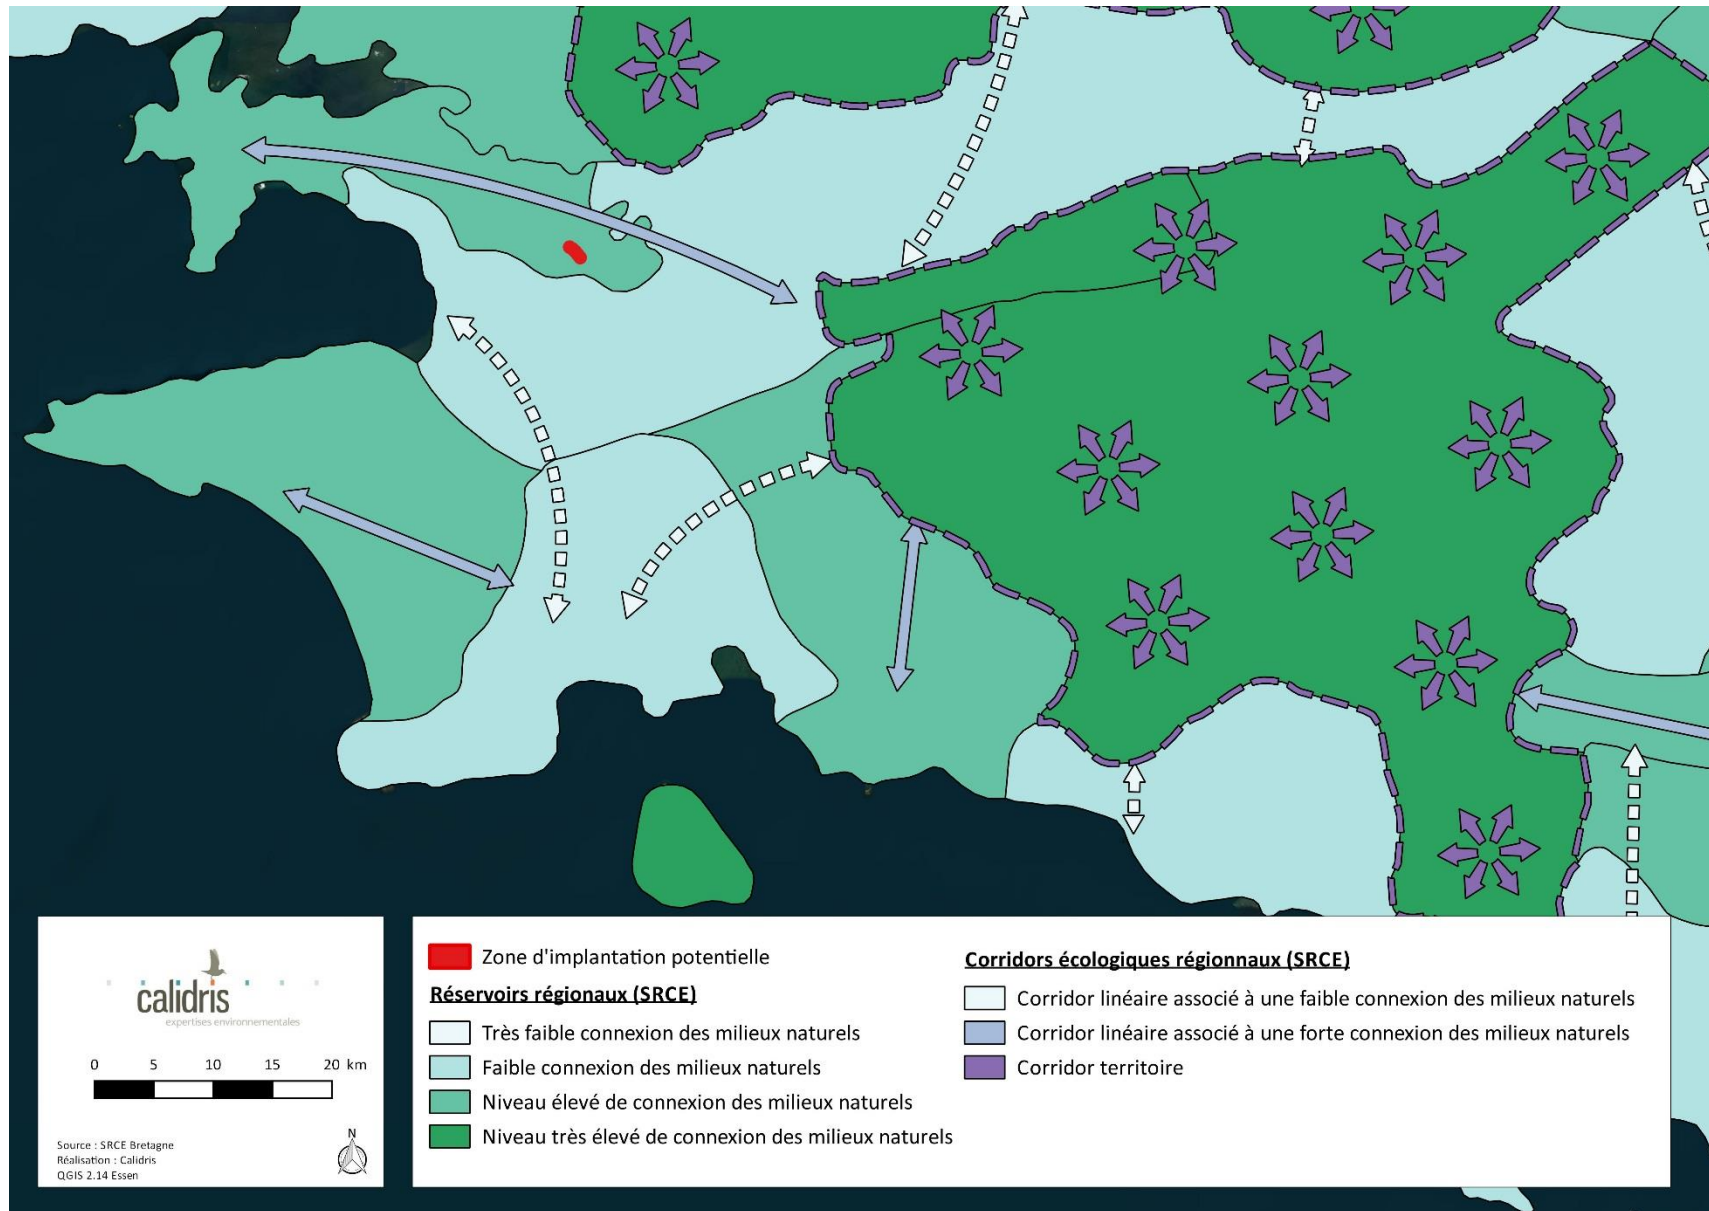 calidris
expertises environnementales
0 5 10 15 20 km
Source : SRCE Bretagne
Réalisation : Calidris
QGIS 2.14 Essen
N
Zone d'implantation potentielle
Réservoirs régionaux (SRCE)
Très faible connexion des milieux naturels
Faible connexion des milieux naturels
Niveau élevé de connexion des milieux naturels
Niveau très élevé de connexion des milieux naturels
Corridors écologiques régionnaux (SRCE)
Corridor linéaire associé à une faible connexion des milieux naturels
Corridor linéaire associé à une forte connexion des milieux naturels
Corridor territoire